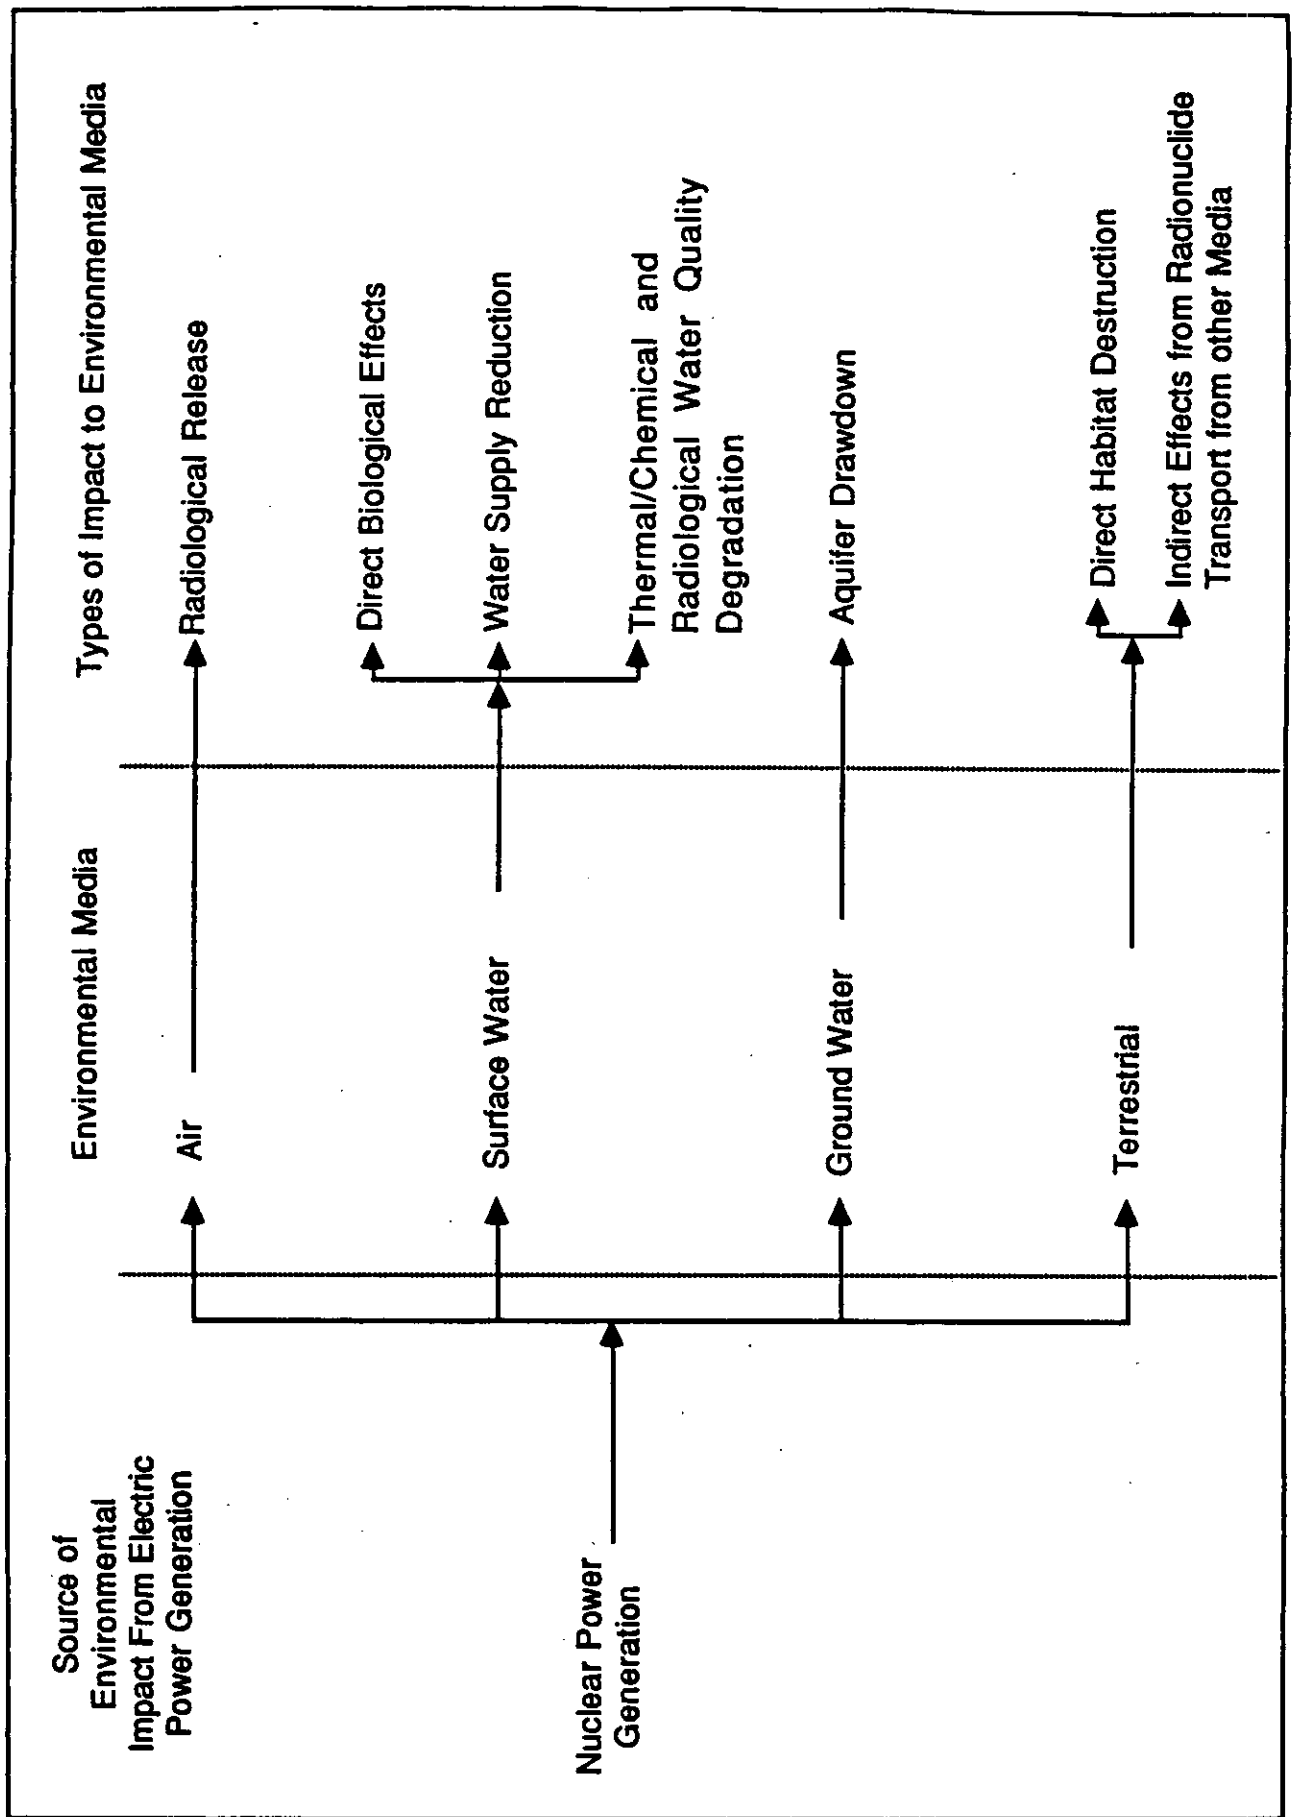 Source of
Environmental
Impact From Electric
Power Generation
Environmental Media
Types of Impact to Environmental Media
Nuclear Power
Generation
Air
Radiological Release
Surface Water
Direct Biological Effects
Water Supply Reduction
Thermal/Chemical and
Radiological Water Quality
Degradation
Ground Water
Aquifer Drawdown
Terrestrial
Direct Habitat Destruction
Indirect Effects from Radionuclide
Transport from other Media